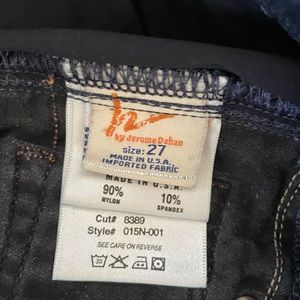 by Jerome Dahan
size: 27
MADE IN U.S.A.
IMPORTED FABRIC
MADE IN U.S.A.
90% 10%
NYLON SPANDEX
Cut# 8389
Style# 015N-001
SEE CARE ON REVERSE